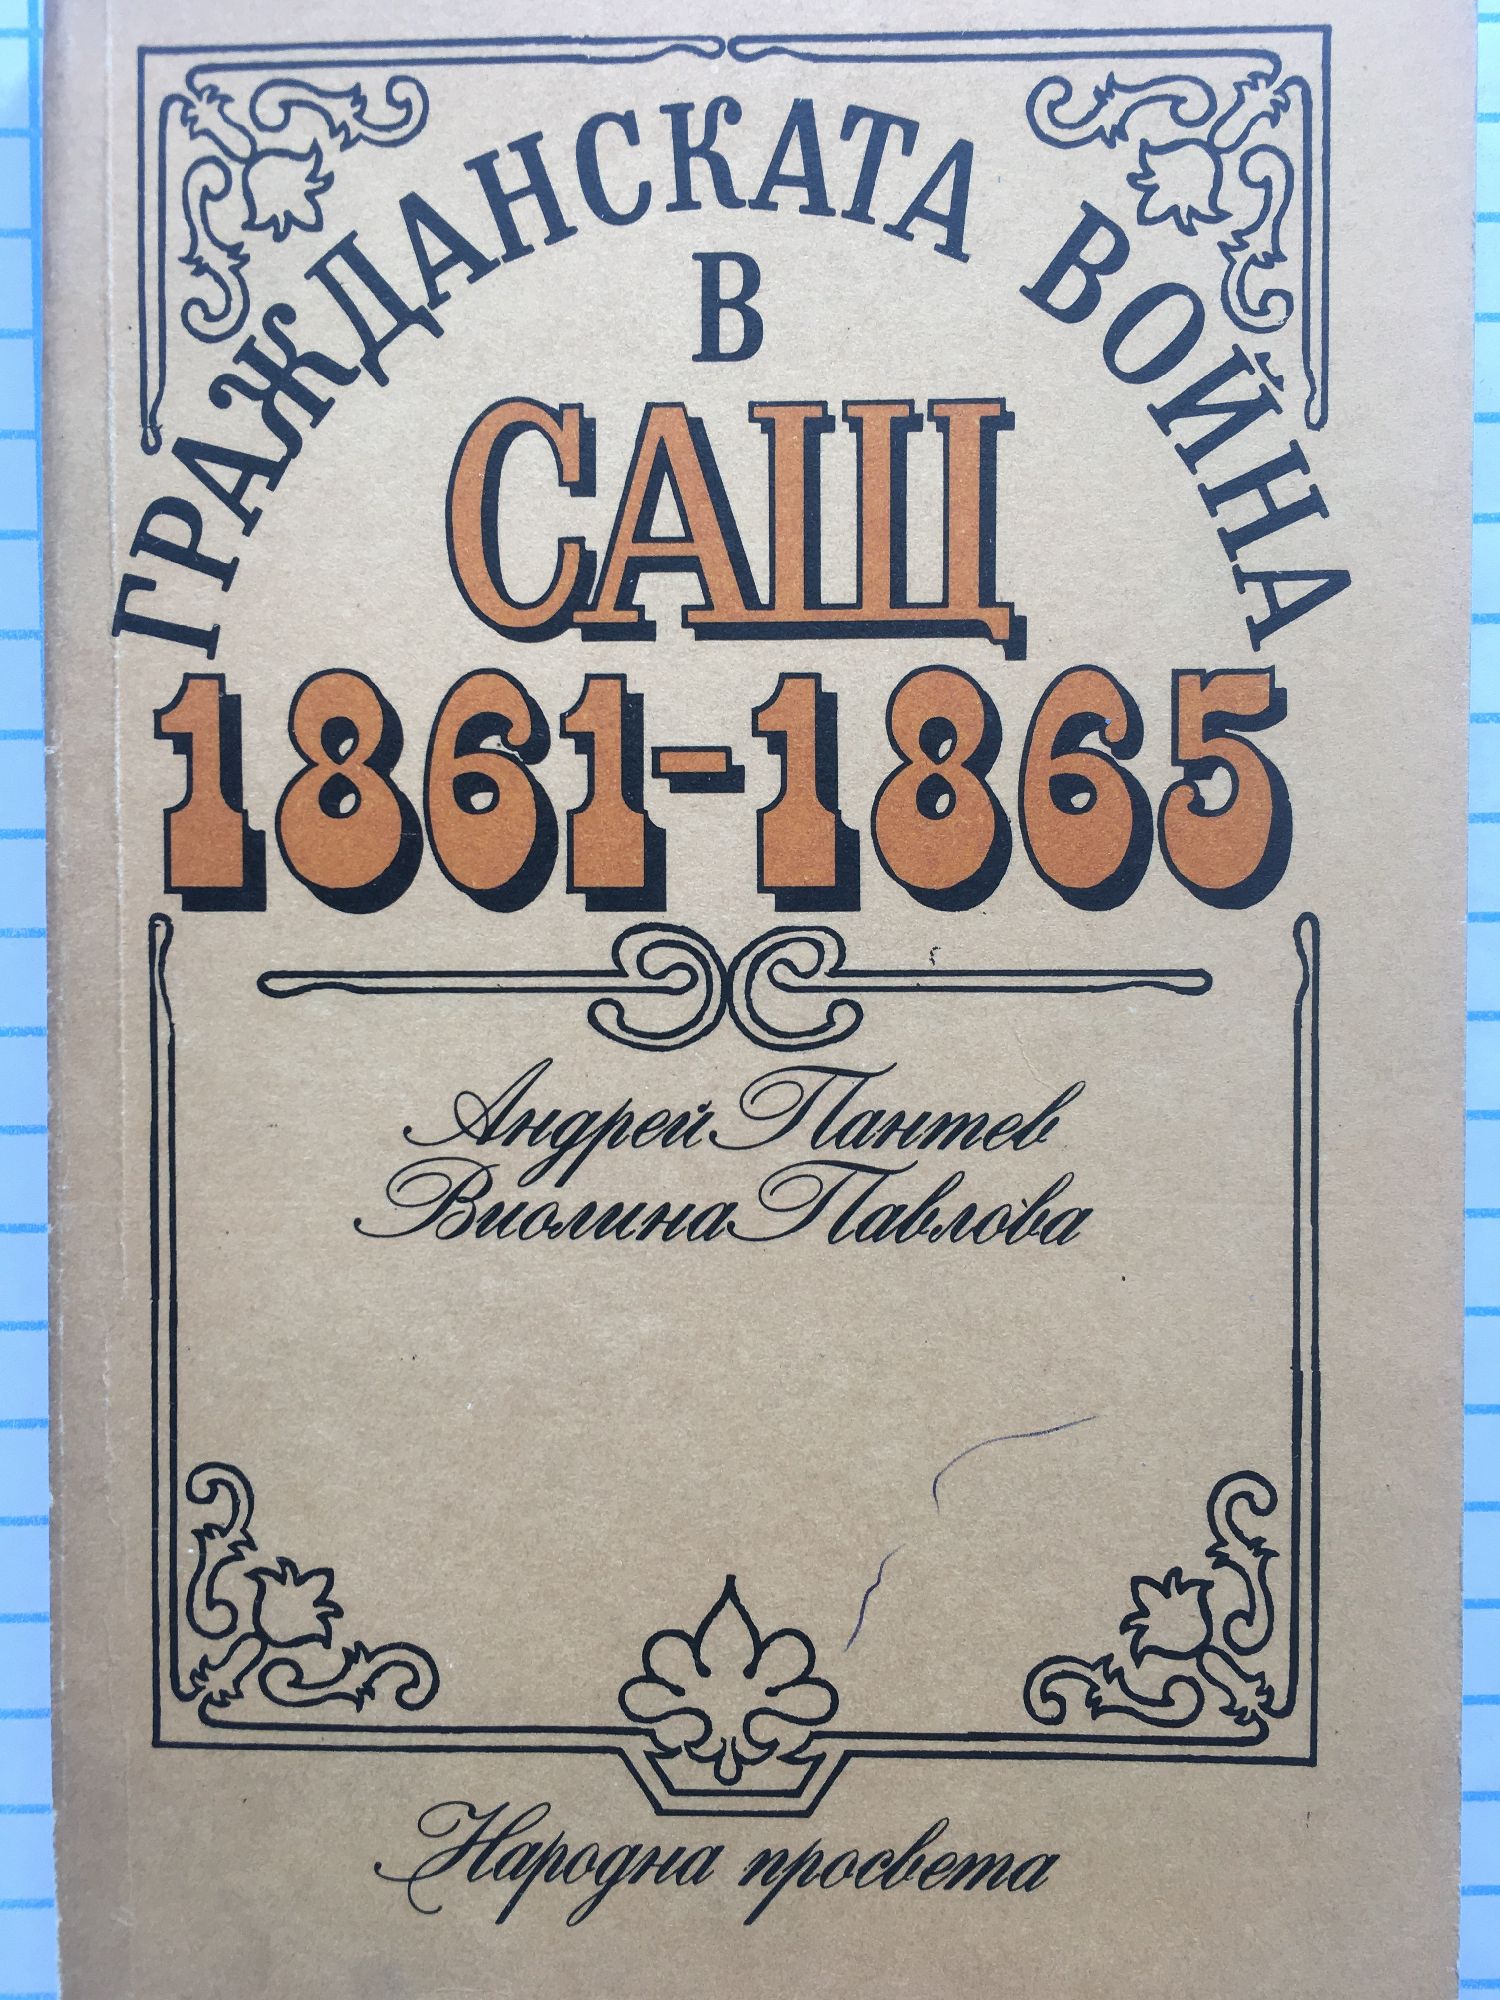 ГРАЖДАНСКАТА ВОЙНА
В
САЩ
1861-1865
Андрей Пантев
Виолина Павлова
Народна просвета